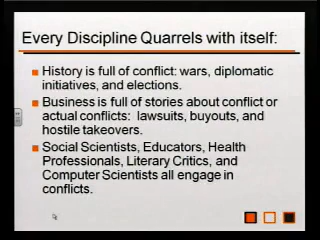 Every Discipline Quarrels with itself:
History is full of conflict: wars, diplomatic
initiatives, and elections.
Business is full of stories about conflict or
actual conflicts: lawsuits, buyouts, and
hostile takeovers.
Social Scientists, Educators, Health
Professionals, Literary Critics, and
Computer Scientists all engage in
conflicts.